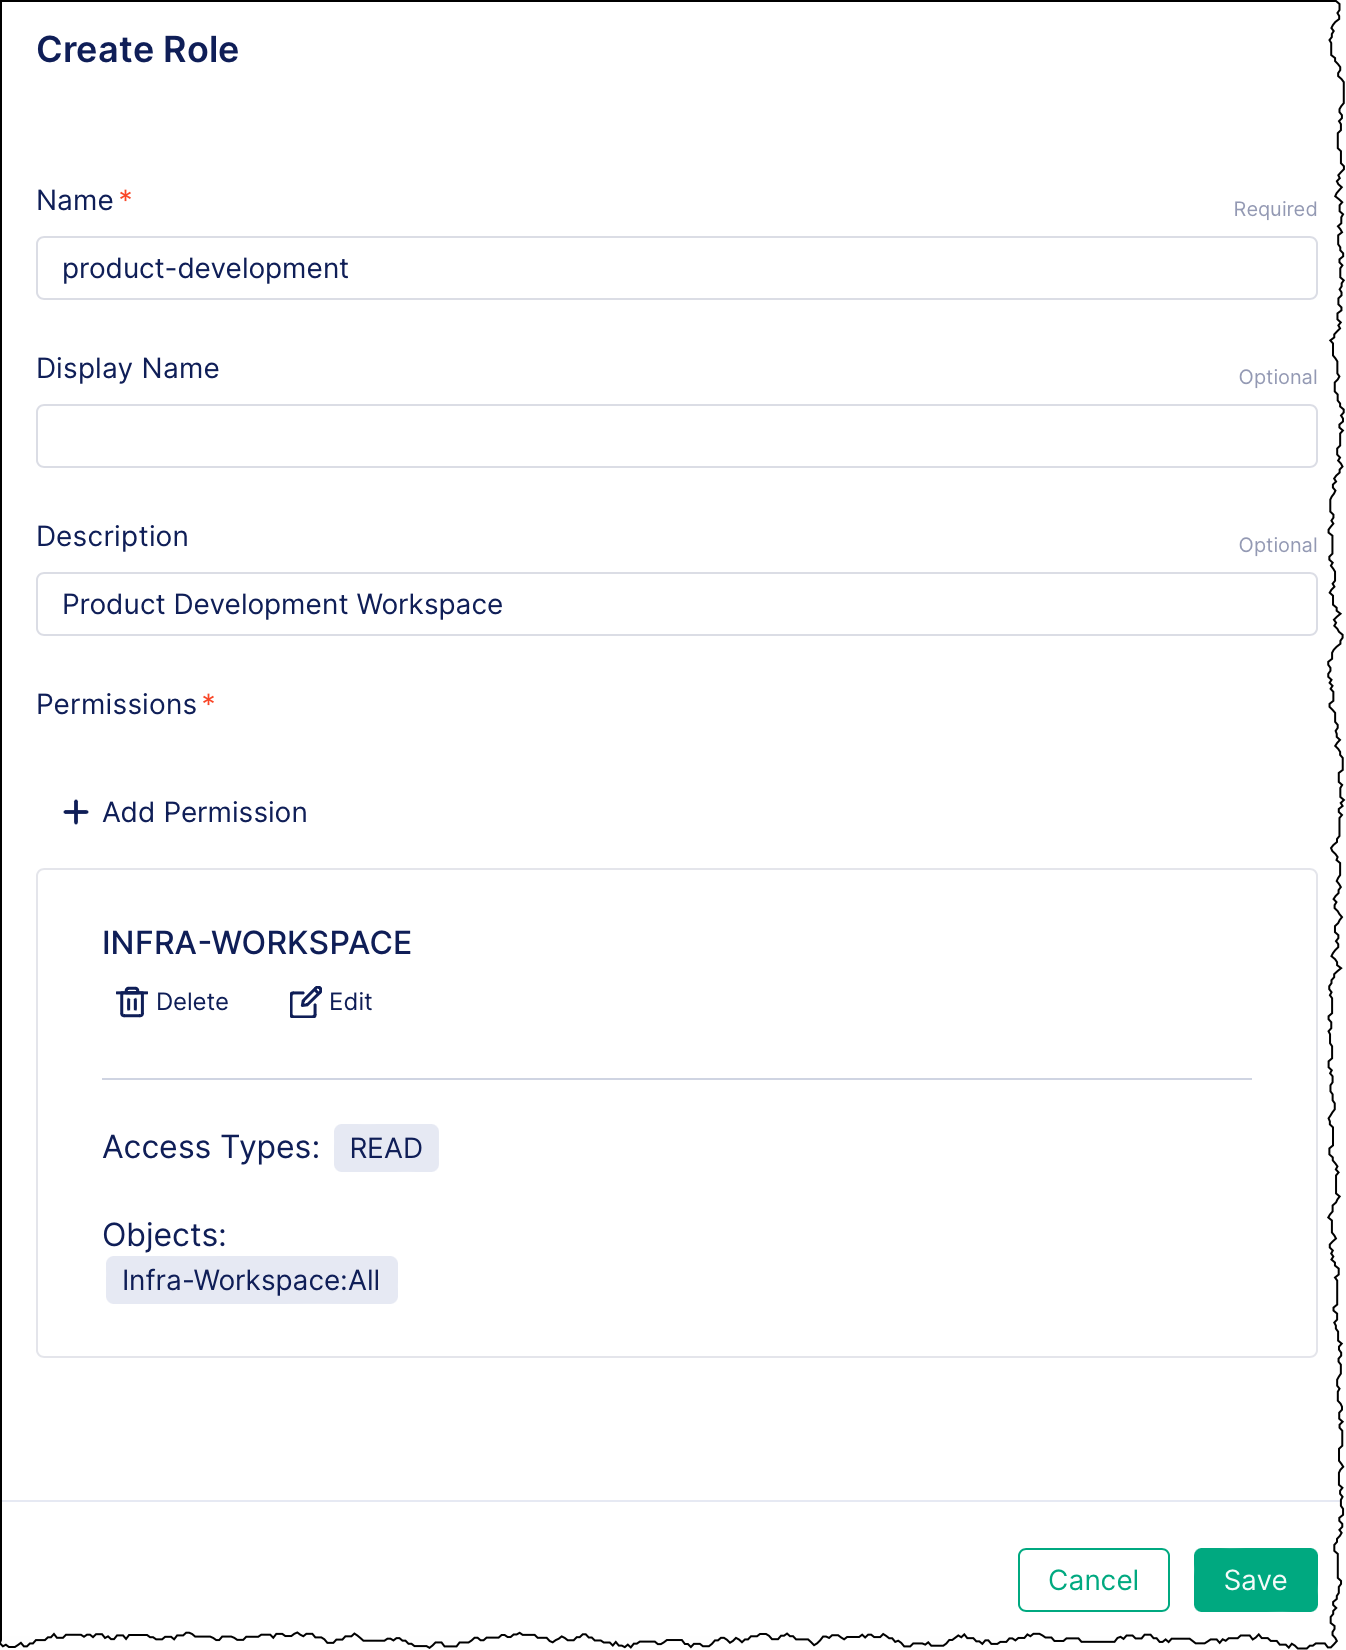 Create Role
Name *
Required
product-development
Display Name
Optional
Description
Optional
Product Development Workspace
Permissions *
+ Add Permission
INFRA-WORKSPACE
Delete Edit
Access Types: READ
Objects:
Infra-Workspace:All
Cancel Save